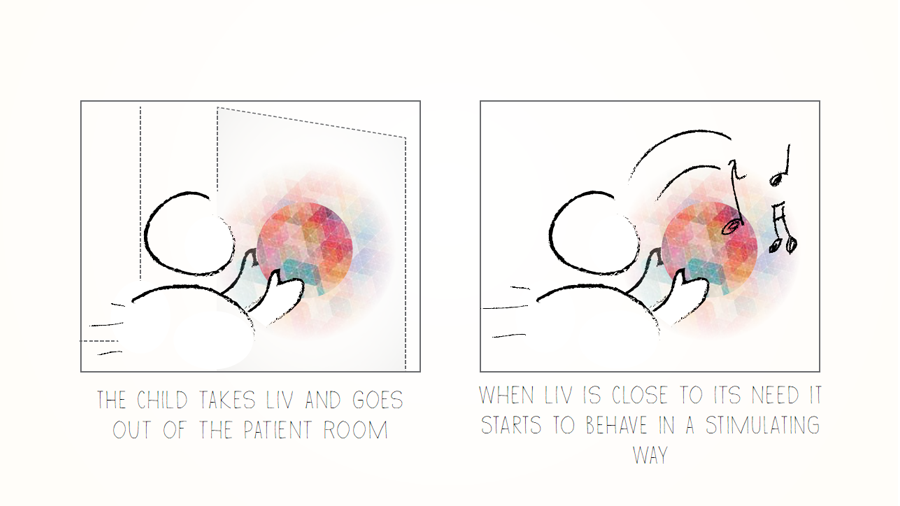 THE CHILD TAKES LIV AND GOES
OUT OF THE PATIENT ROOM
WHEN LIV IS CLOSE TO ITS NEED IT
STARTS TO BEHAVE IN A STIMULATING
WAY